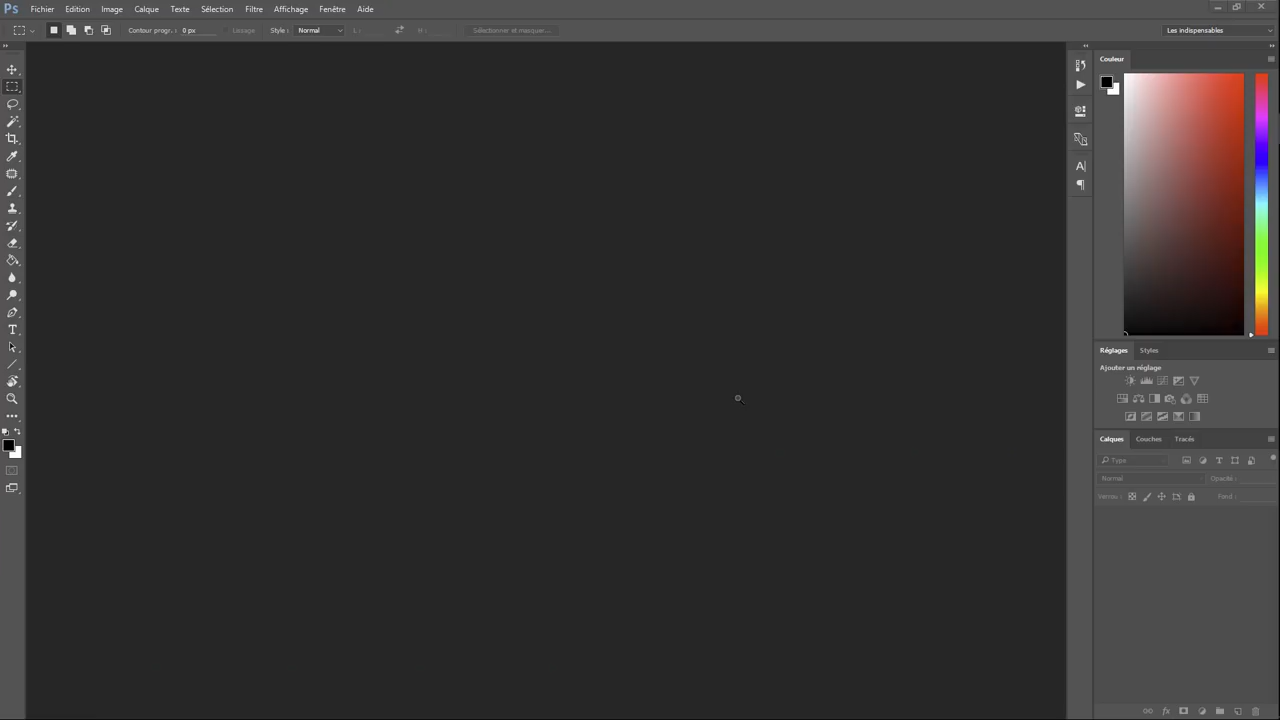 Ps Fichier Edition Image Calque Texte Sélection Filtre Affichage Fenêtre Aide
Contour progr. : 0 px Lissage Style : Normal L : H : Sélectionner et masquer... Les indispensables
Couleur
Réglages Styles
Ajouter un réglage
Calques Couches Tracés
Type
Normal Opacité :
Verrou : Fond :